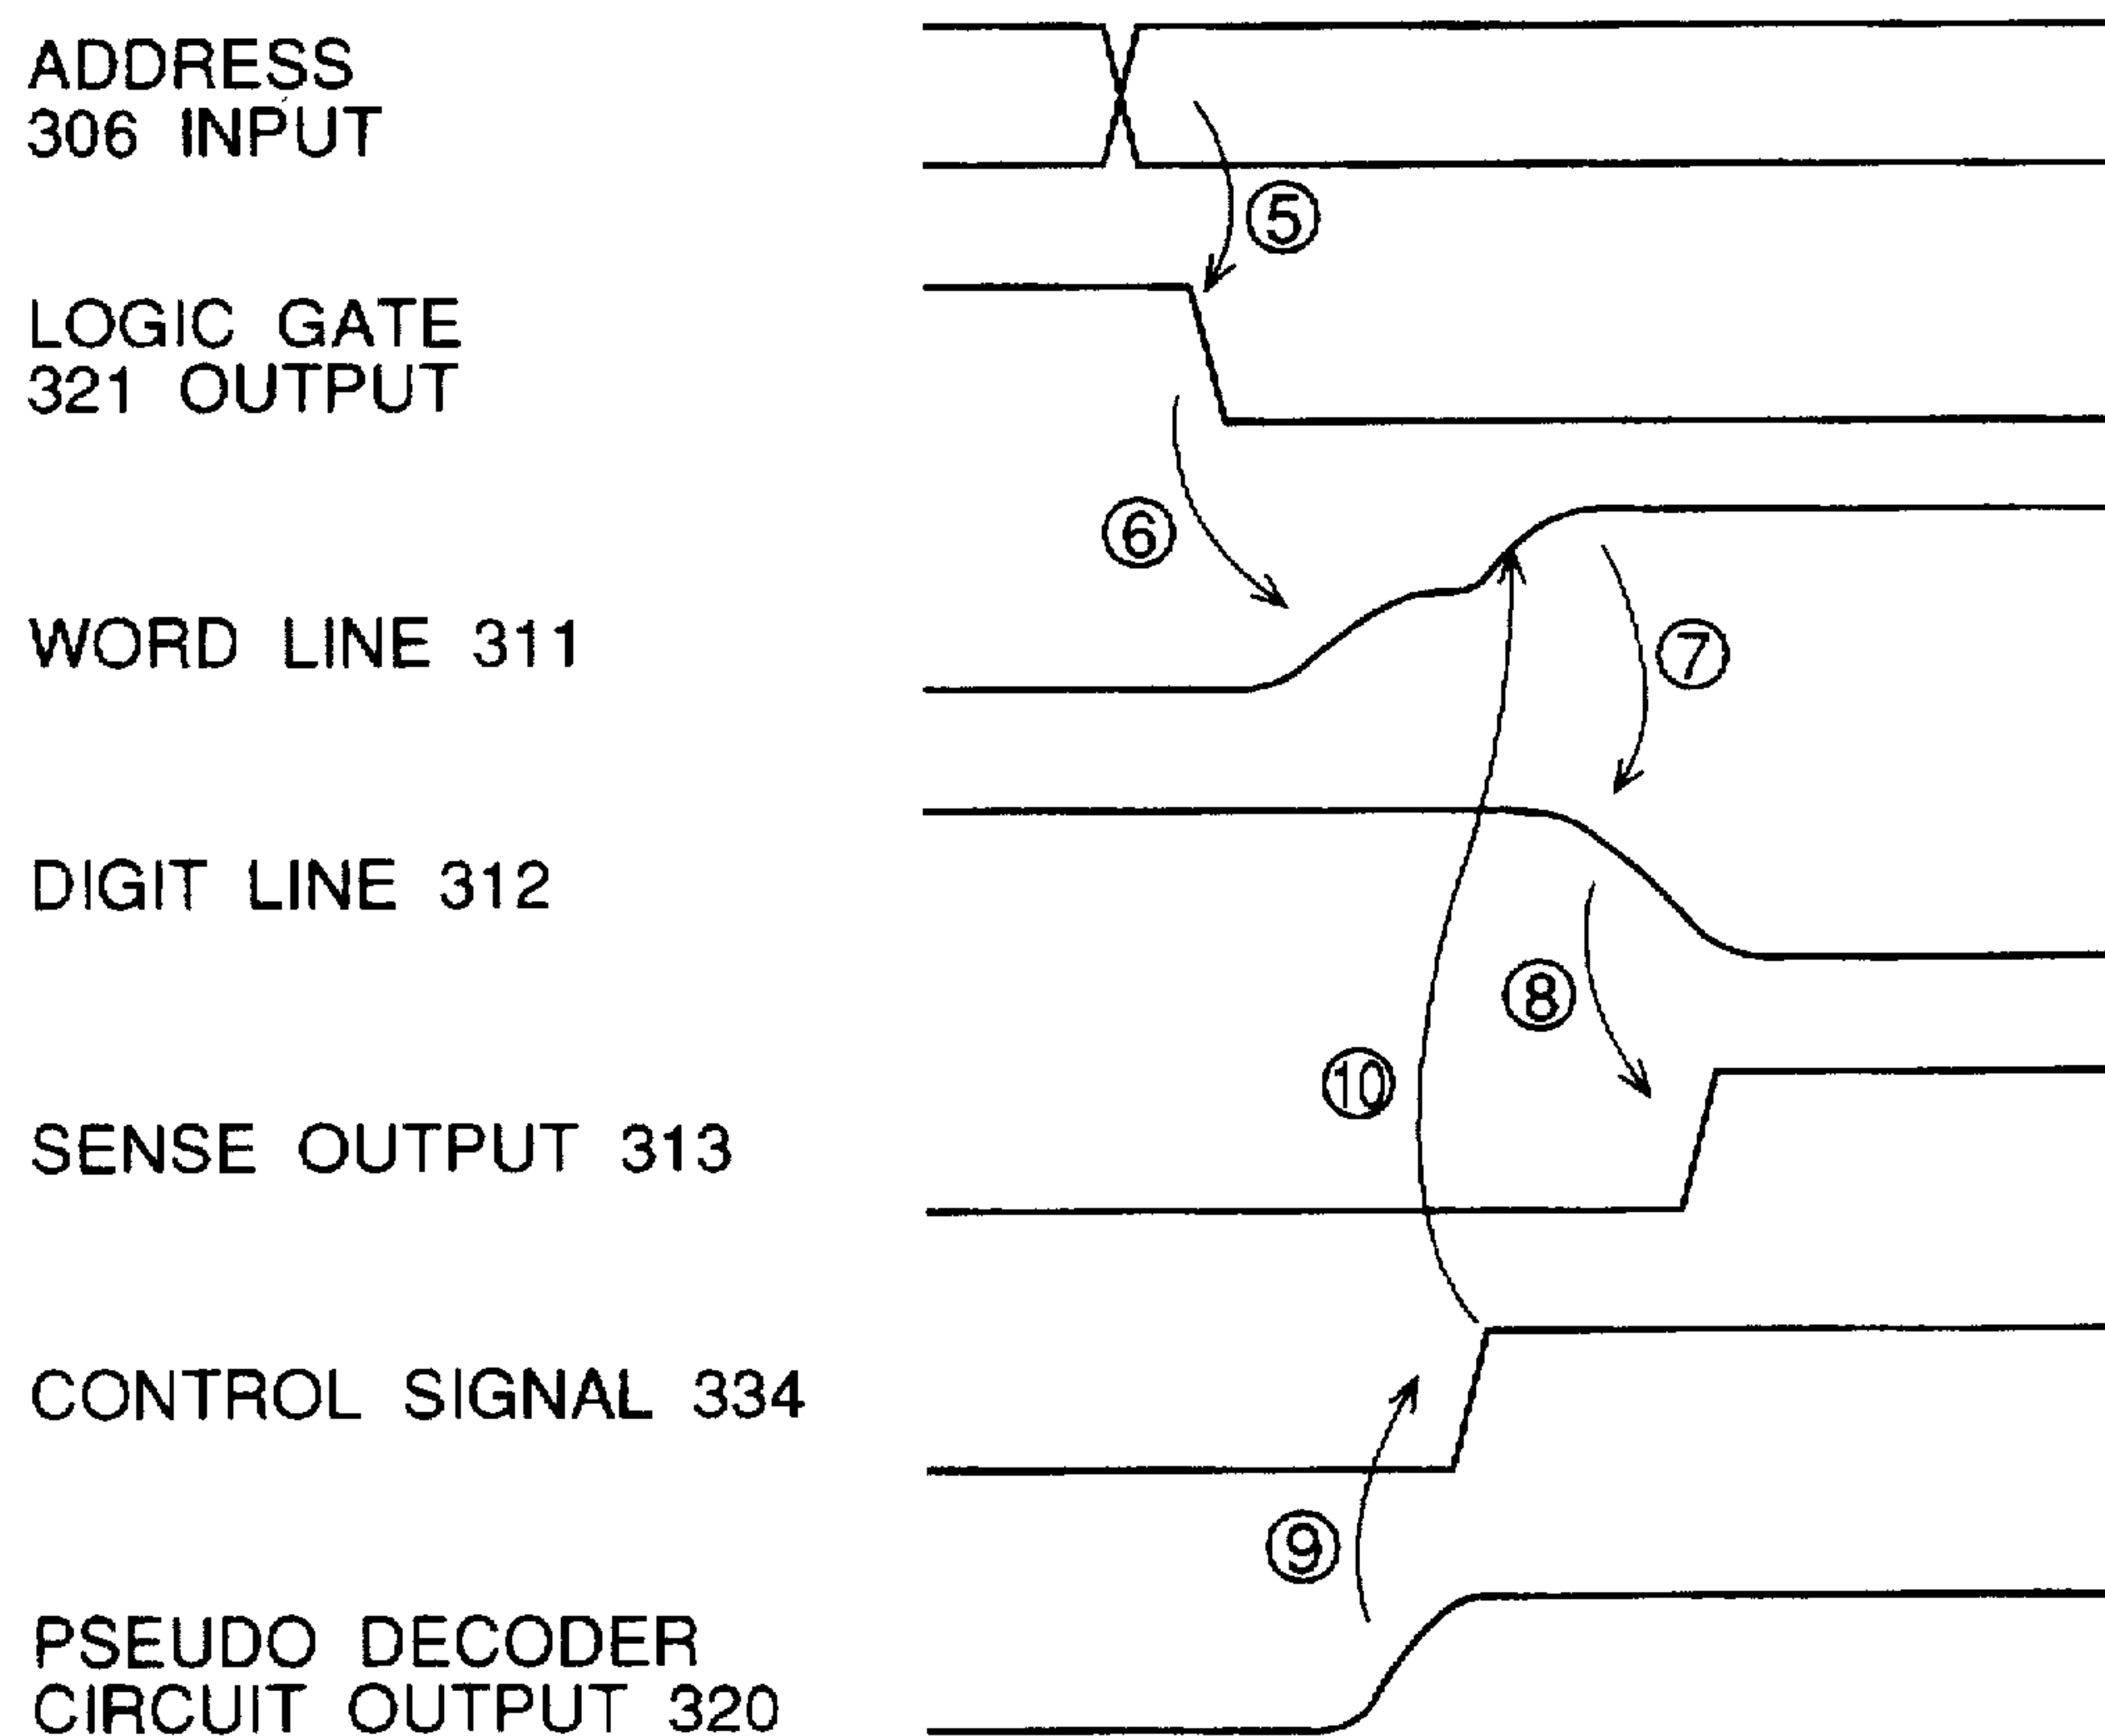 ADDRESS
306 INPUT
⑤
LOGIC GATE
321 OUTPUT
⑥
WORD LINE 311
⑦
DIGIT LINE 312
⑧
⑩
SENSE OUTPUT 313
CONTROL SIGNAL 334
⑨
PSEUDO DECODER
CIRCUIT OUTPUT 320